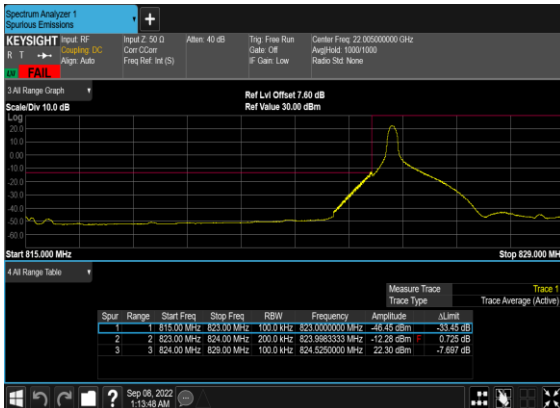 Spectrum Analyzer 1
Spurious Emissions
+
KEYSIGHT Input: RF Input Z: 50 Ω Atten: 40 dB Trig: Free Run Center Freq: 22.005000000 GHz
R T Coupling: DC Corr CCorr Gate: Off Avg|Hold: 1000/1000
Align: Auto Freq Ref: Int (S) IF Gain: Low Radio Std: None
FAIL
3 All Range Graph
Ref Lvl Offset 7.60 dB
Scale/Div 10.0 dB Ref Value 30.00 dBm
Log
20.0
10.0
0.00
-10.0
-20.0
-30.0
-40.0
-50.0
-60.0
Start 815.000 MHz Stop 829.000 MH
4 All Range Table
Measure Trace Trace 1
Trace Type Trace Average (Active)
Spur Range Start Freq Stop Freq RBW Frequency Amplitude ΔLimit
1 1 815.00 MHz 823.00 MHz 100.0 kHz 823.0000000 MHz -46.45 dBm -33.45 dB
2 2 823.00 MHz 824.00 MHz 200.0 kHz 823.9983333 MHz -12.28 dBm F 0.725 dB
3 3 824.00 MHz 829.00 MHz 100.0 kHz 824.5250000 MHz 22.30 dBm -7.697 dB
? Sep 08, 2022
1:13:48 AM